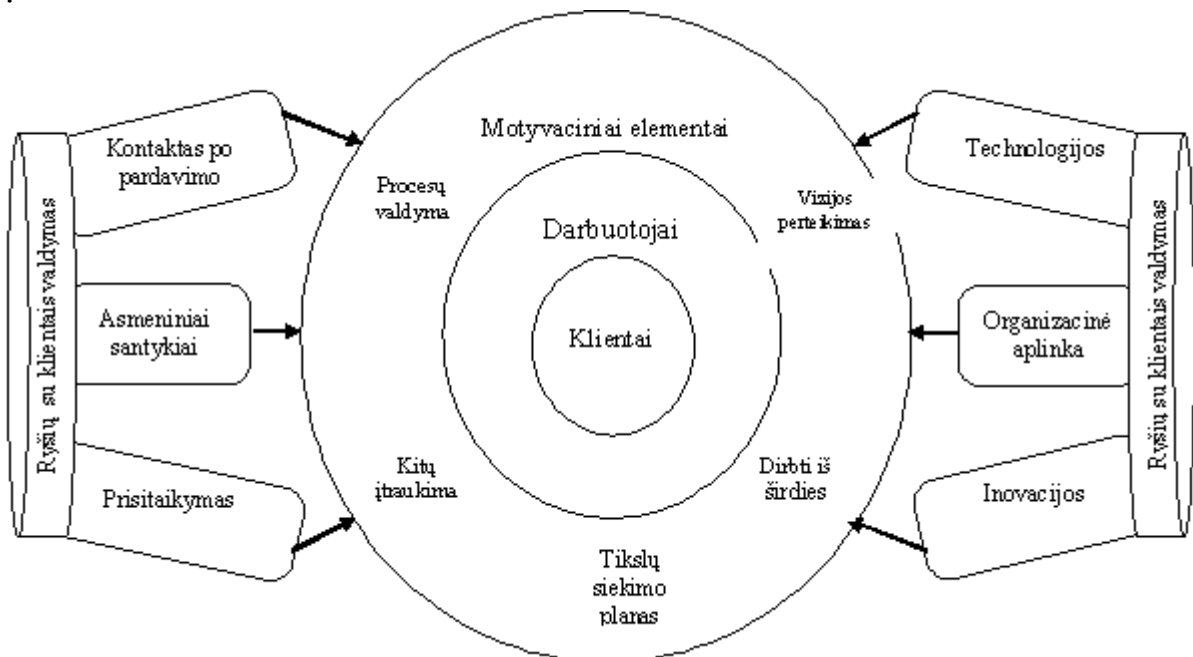 Ryšių su klientais valdymas
Kontaktas po
pardavimo
Asmeniniai
santykiai
Prisitaikymas
Motyvaciniai elementai
Procesų
valdyma
Vizijos
perteikimas
Darbuotojai
Klientai
Kitų
įtraukima
Dirbti iš
širdies
Tikslų
siekimo
planas
Technologijos
Organizacinė
aplinka
Inovacijos
Ryšių su klientais valdymas